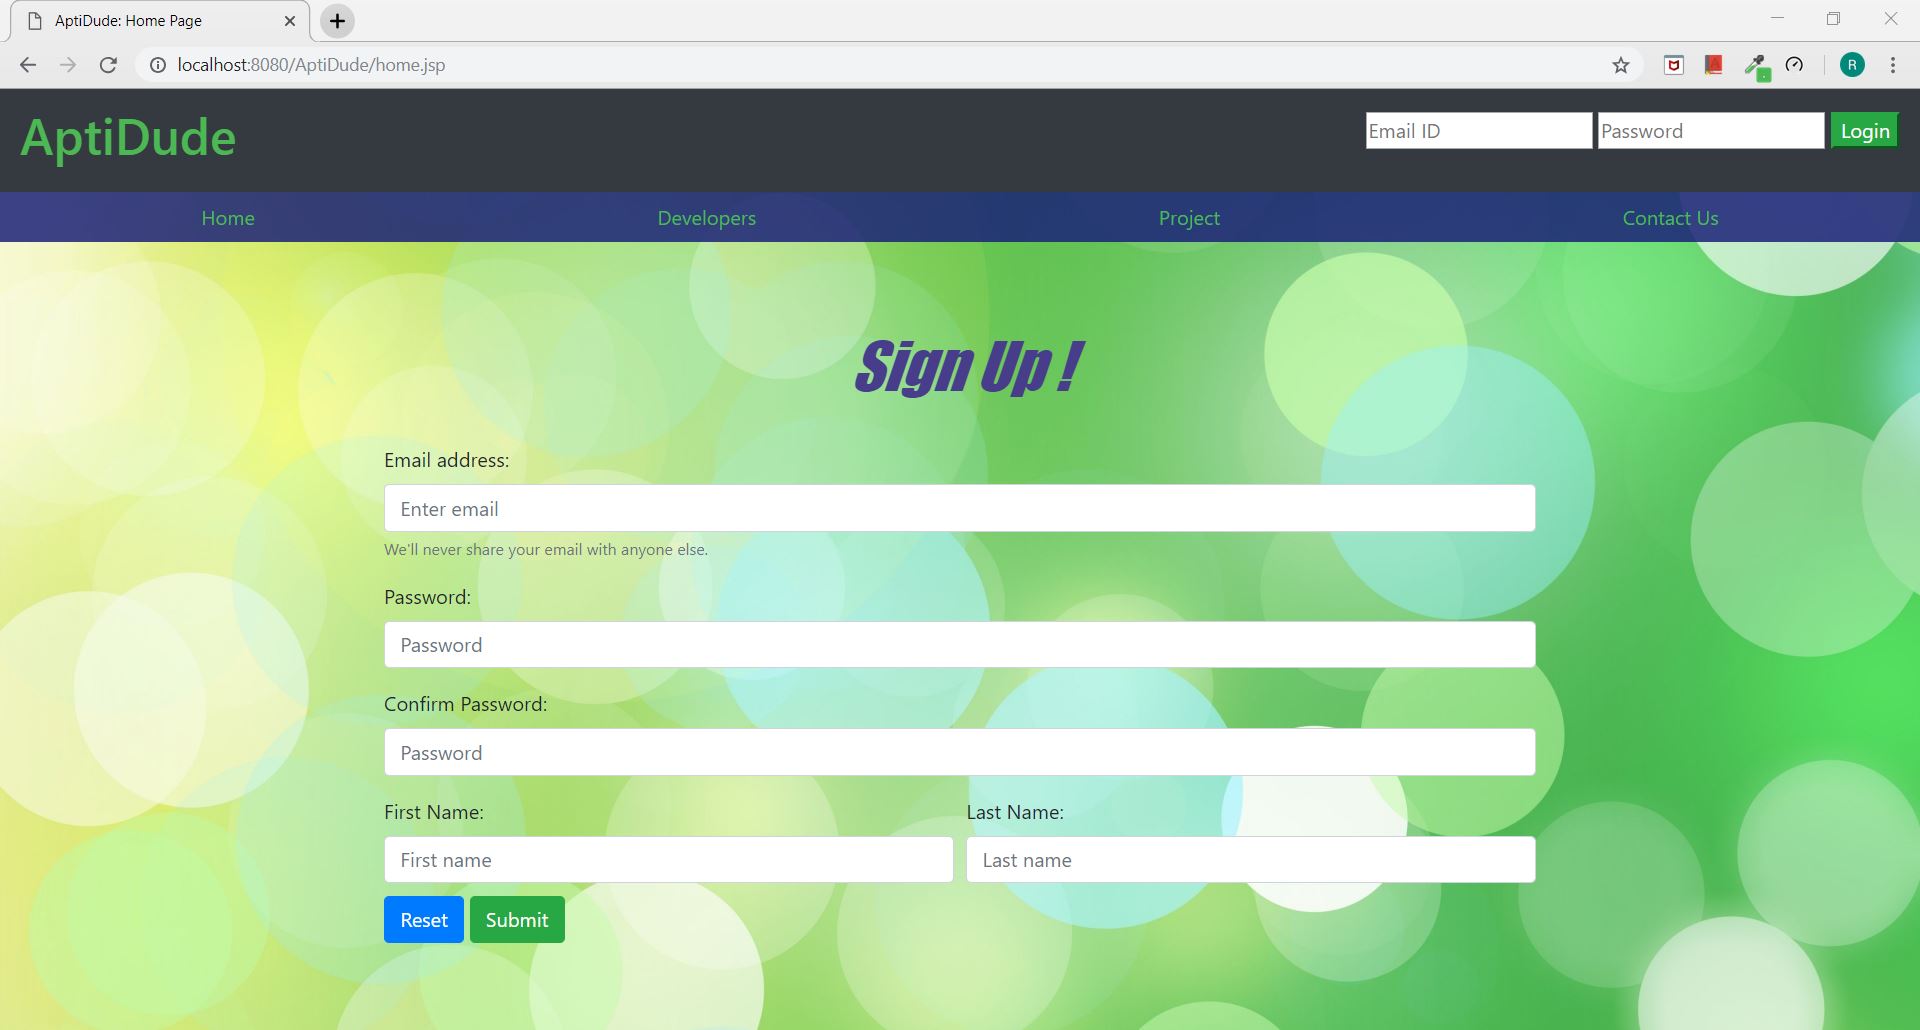 AptiDude: Home Page
localhost:8080/AptiDude/home.jsp
R
AptiDude
Email ID
Password
Login
Home
Developers
Project
Contact Us
Sign Up !
Email address:
Enter email
We'll never share your email with anyone else.
Password:
Password
Confirm Password:
Password
First Name:
Last Name:
First name
Last name
Reset
Submit